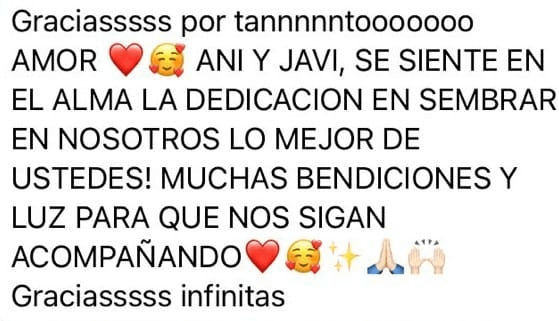 Graciasssss por tannnnntooooooo
AMOR ❤️🥰 ANI Y JAVI, SE SIENTE EN
EL ALMA LA DEDICACION EN SEMBRAR
EN NOSOTROS LO MEJOR DE
USTEDES! MUCHAS BENDICIONES Y
LUZ PARA QUE NOS SIGAN
ACOMPAÑANDO❤️🥰✨🙏🏻🙌🏻
Graciasssss infinitas